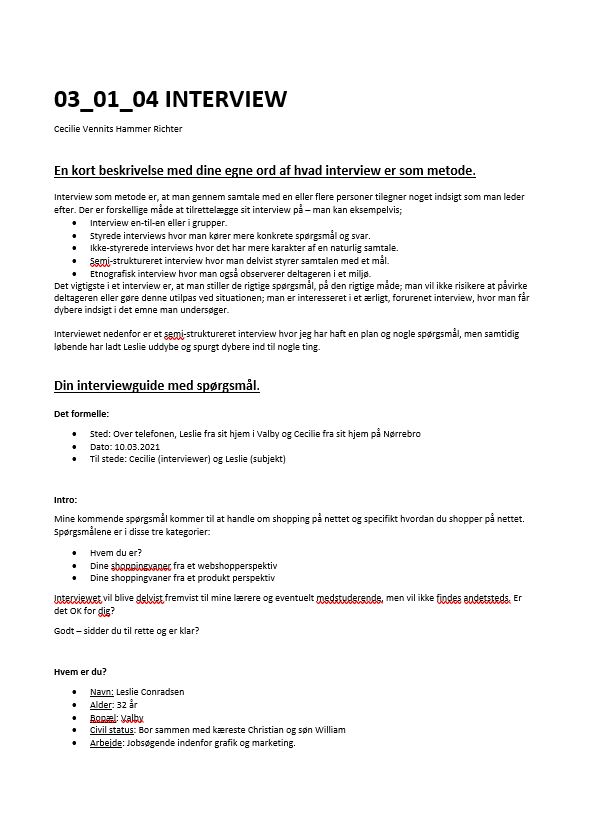 03_01_04 INTERVIEW
Cecilie Vennits Hammer Richter
En kort beskrivelse med dine egne ord af hvad interview er som metode.
Interview som metode er, at man gennem samtale med en eller flere personer tilegner noget indsigt som man leder
efter. Der er forskellige måde at tilrettelægge sit interview på – man kan eksempelvis;
• Interview en-til-en eller i grupper.
• Styrede interviews hvor man kører mere konkrete spørgsmål og svar.
• Ikke-styrerede interviews hvor det har mere karakter af en naturlig samtale.
• Semi-struktureret interview hvor man delvist styrer samtalen med et mål.
• Etnografisk interview hvor man også observerer deltageren i et miljø.
Det vigtigste i et interview er, at man stiller de rigtige spørgsmål, på den rigtige måde; man vil ikke risikere at påvirke
deltageren eller gøre denne utilpas ved situationen; man er interesseret i et ærligt, forurenet interview, hvor man får
dybere indsigt i det emne man undersøger.
Interviewet nedenfor er et semi-struktureret interview hvor jeg har haft en plan og nogle spørgsmål, men samtidig
løbende har ladt Leslie uddybe og spurgt dybere ind til nogle ting.
Din interviewguide med spørgsmål.
Det formelle:
• Sted: Over telefonen, Leslie fra sit hjem i Valby og Cecilie fra sit hjem på Nørrebro
• Dato: 10.03.2021
• Til stede: Cecilie (interviewer) og Leslie (subjekt)
Intro:
Mine kommende spørgsmål kommer til at handle om shopping på nettet og specifikt hvordan du shopper på nettet.
Spørgsmålene er i disse tre kategorier:
• Hvem du er?
• Dine shoppingvaner fra et webshopperspektiv
• Dine shoppingvaner fra et produkt perspektiv
Interviewet vil blive delvist fremvist til mine lærere og eventuelt medstuderende, men vil ikke findes andetsteds. Er
det OK for dig?
Godt – sidder du til rette og er klar?
Hvem er du?
• Navn: Leslie Conradsen
• Alder: 32 år
• Bopæl: Valby
• Civil status: Bor sammen med kæreste Christian og søn William
• Arbejde: Jobsøgende indenfor grafik og marketing.